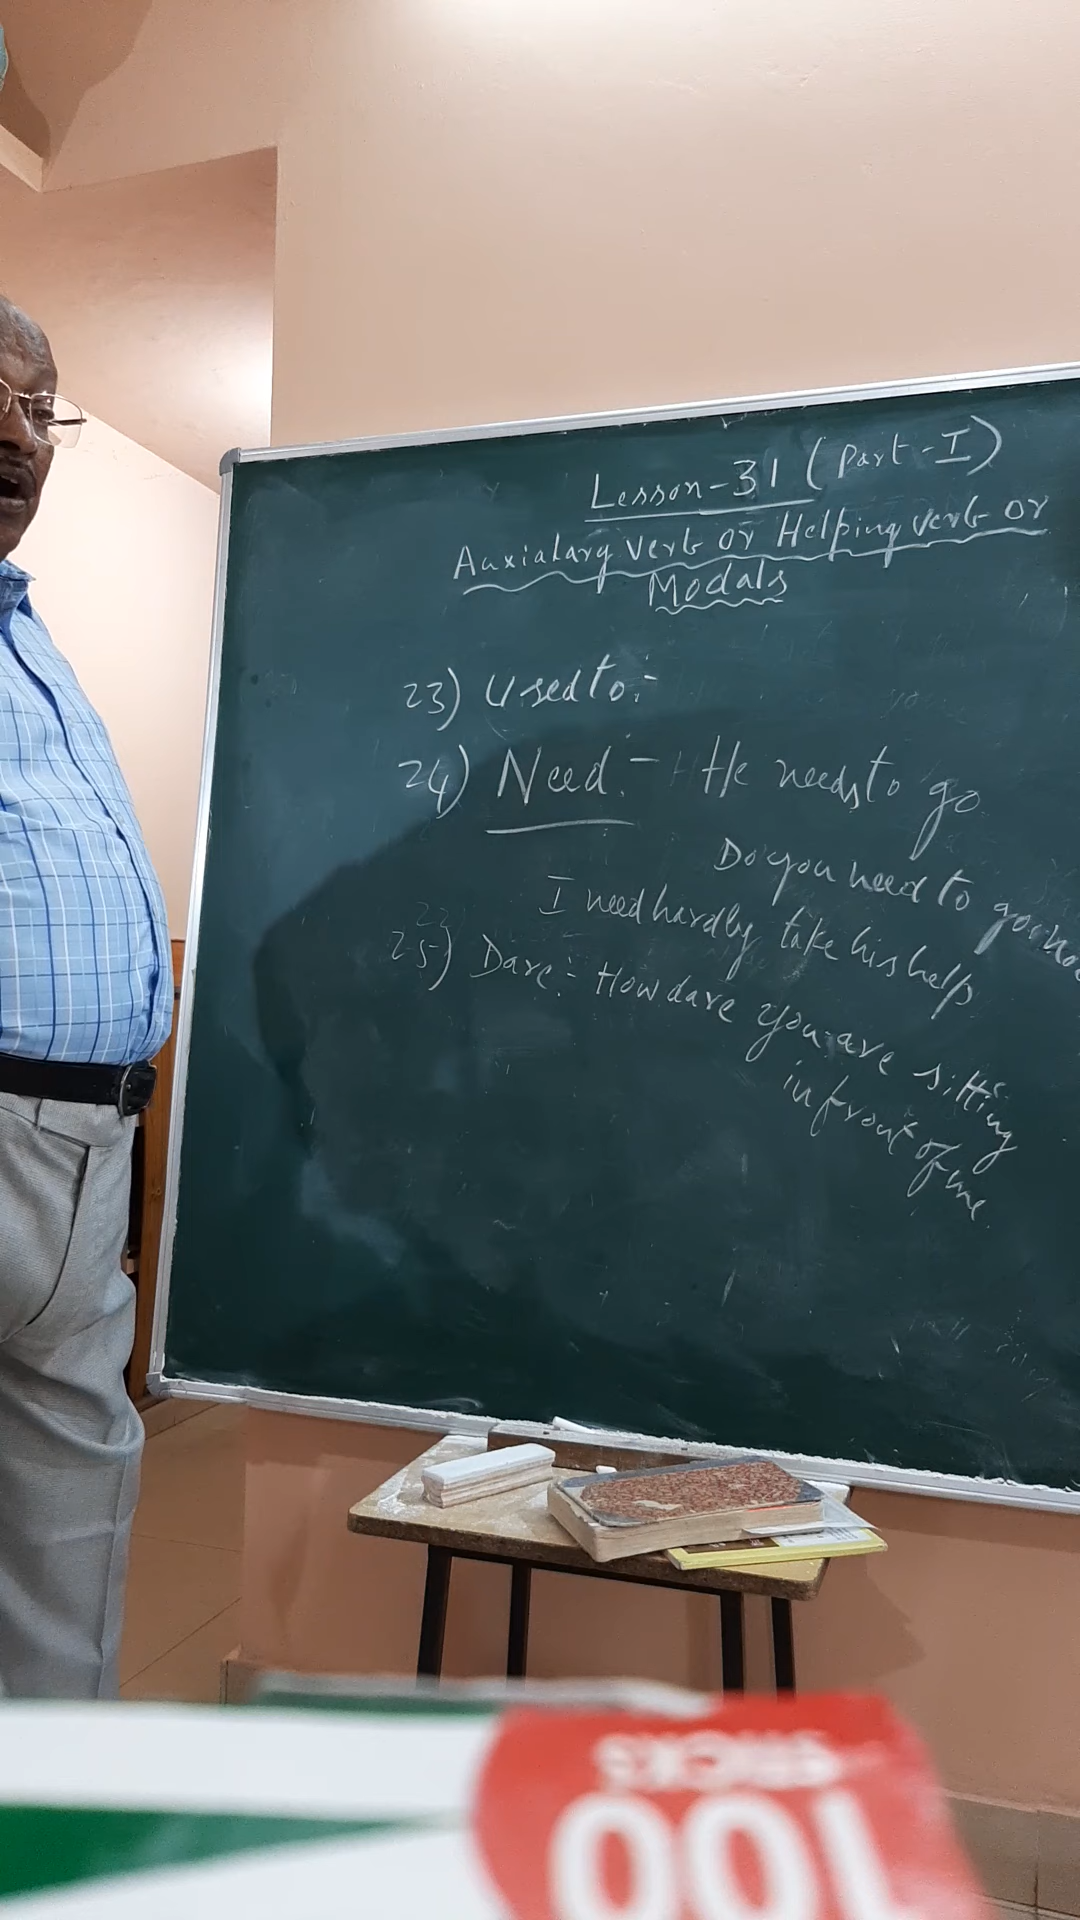 Lesson-31 (Part-I)
Auxialary verb or Helping verb or
Modals
23) Used to:-
24) Need:- He needs to go
Do you need to go
I need hardly take his help
25) Dare:- How dare you are sitting
in front of me.
STICKS
100